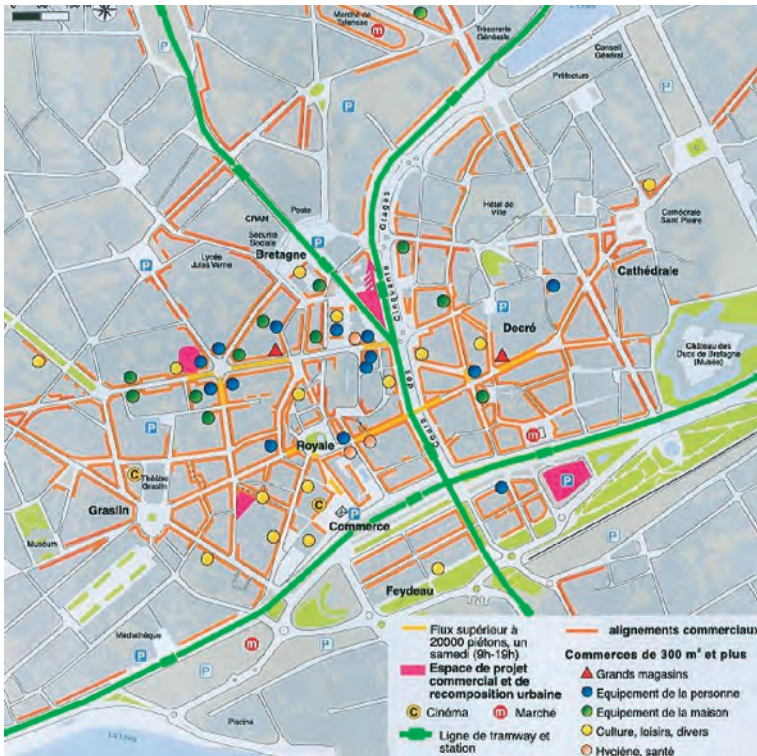 P
Marché de
Talensac
m
L'Erdre
Trésorerie
Générale
Conseil
Général
Préfecture
P
P
P
CRAM
Poste
Sécurité
Sociale
P
Bretagne
Lycée
Jules Verne
P
Otages
Cinquante
des
Cours
Hôtel de
Ville
Cathédrale
Saint Pierre
Cathédrale
P
Decré
Château des
Ducs de Bretagne
(Musée)
P
Royale
m
C
Théâtre
Graslin
Graslin
C
P
Commerce
P
P
Muséum
Feydeau
Médiathèque
P
m
P
P
Piscine
La Loire
Flux supérieur à
20000 piétons, un
samedi (9h-19h)
Espace de projet
commercial et de
recomposition urbaine
C Cinéma
m Marché
Ligne de tramway et
station
alignements commerciaux
Commerces de 300 m² et plus
Grands magasins
Equipement de la personne
Equipement de la maison
Culture, loisirs, divers
Hygiène, santé